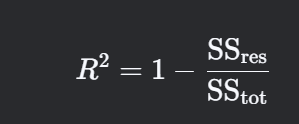 R² = 1 − SS_res / SS_tot